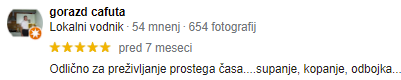 gorazd cafuta
Lokalni vodnik · 54 mnenj · 654 fotografij
pred 7 meseci
Odlično za preživljanje prostega časa....supanje, kopanje, odbojka...